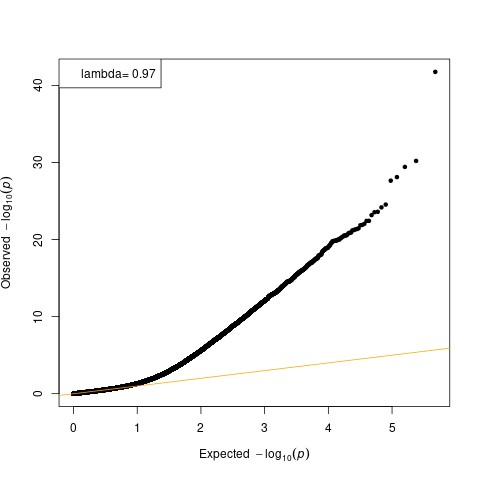 lambda= 0.97
40
30
20
10
0
Observed −log₁₀(p)
0 1 2 3 4 5
Expected −log₁₀(p)